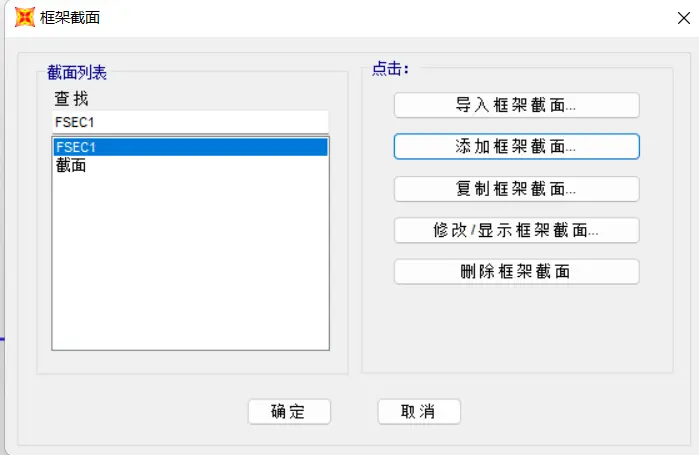 框架截面
截面列表
查找
FSEC1
FSEC1
截面
点击：
导入框架截面...
添加框架截面...
复制框架截面...
修改/显示框架截面...
删除框架截面
确定
取消